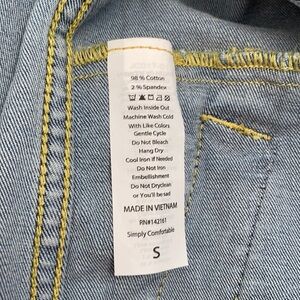 98 % Cotton
2 % Spandex
Wash Inside Out
Machine Wash Cold
With Like Colors
Gentle Cycle
Do Not Bleach
Hang Dry
Cool Iron if Needed
Do Not Iron
Embellishment
Do Not Dryclean
or You'll be sad
MADE IN VIETNAM
RN#142161
Simply Comfortable
S